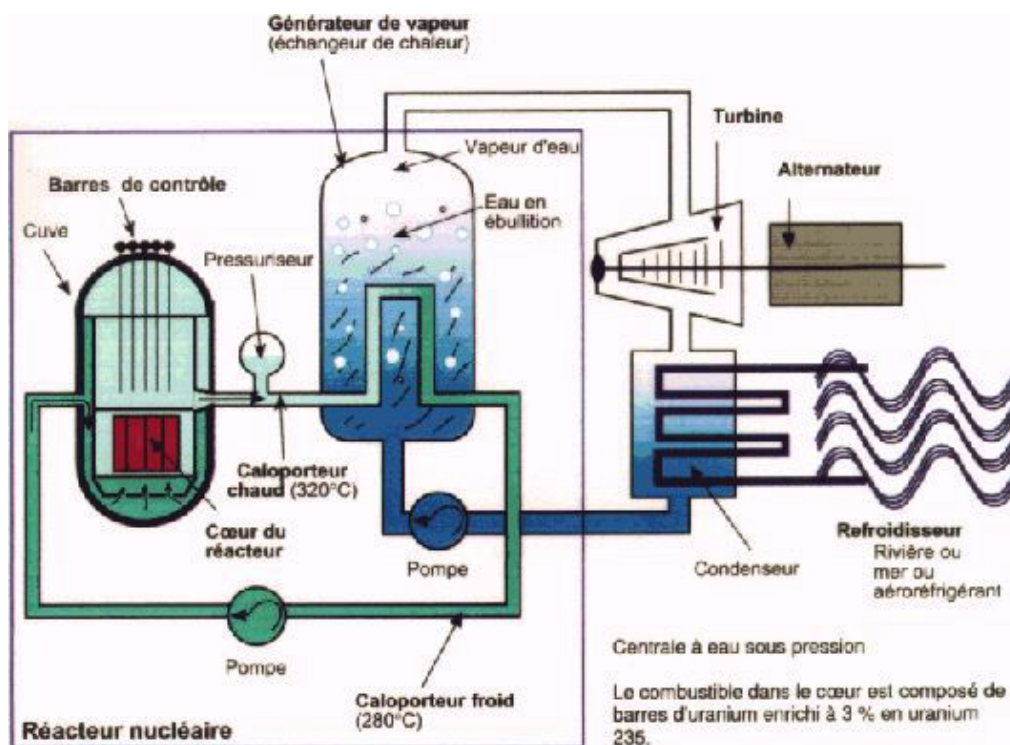 Générateur de vapeur
(échangeur de chaleur)
Turbine
Vapeur d'eau
Alternateur
Barres de contrôle
Eau en
ébullition
Cuve
Pressuriseur
Caloporteur
chaud (320°C)
Cœur du
réacteur
Refroidisseur
Rivière ou
mer ou
aéroréfrigérant
Condenseur
Pompe
Pompe
Centrale à eau sous pression
Caloporteur froid
(280°C)
Le combustible dans le cœur est composé de
barres d'uranium enrichi à 3 % en uranium
235.
Réacteur nucléaire